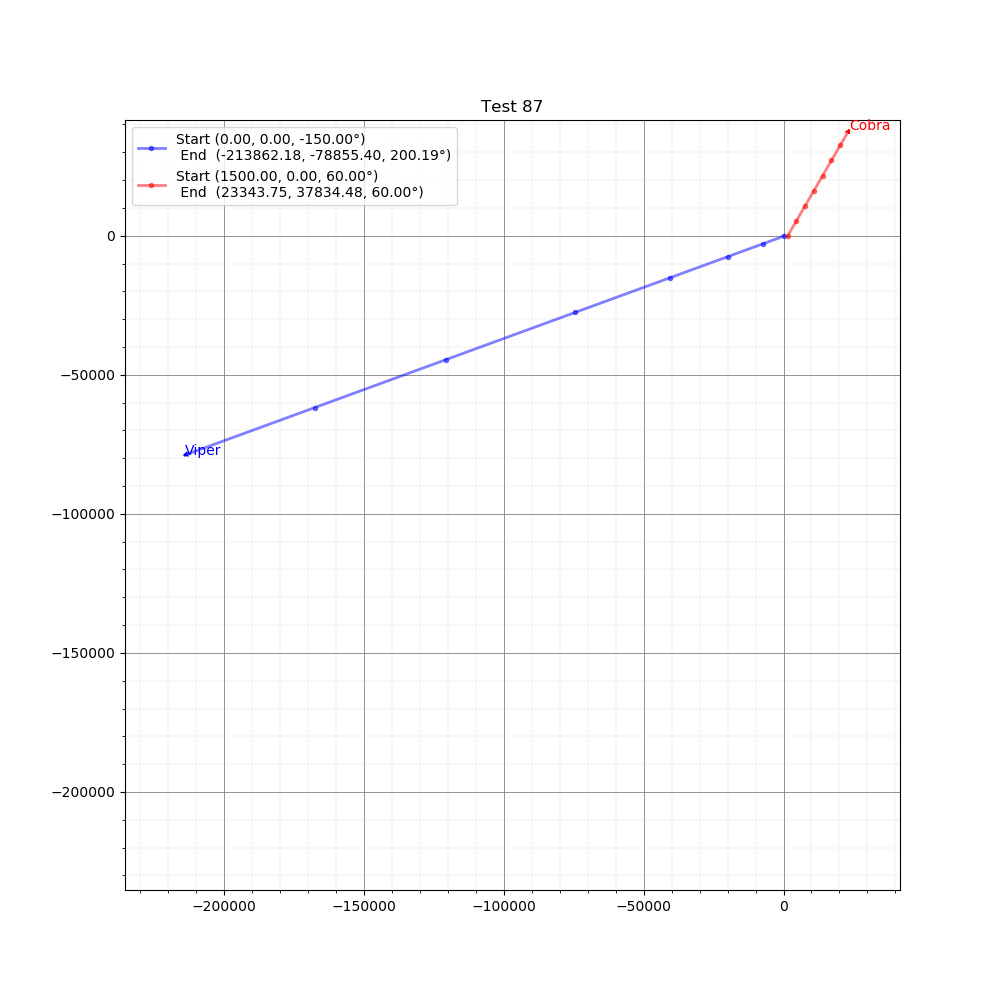 Test 87
Cobra
Start (0.00, 0.00, -150.00°)
End (-213862.18, -78855.40, 200.19°)
Start (1500.00, 0.00, 60.00°)
End (23343.75, 37834.48, 60.00°)
0
−50000
Viper
−100000
−150000
−200000
−200000 −150000 −100000 −50000 0